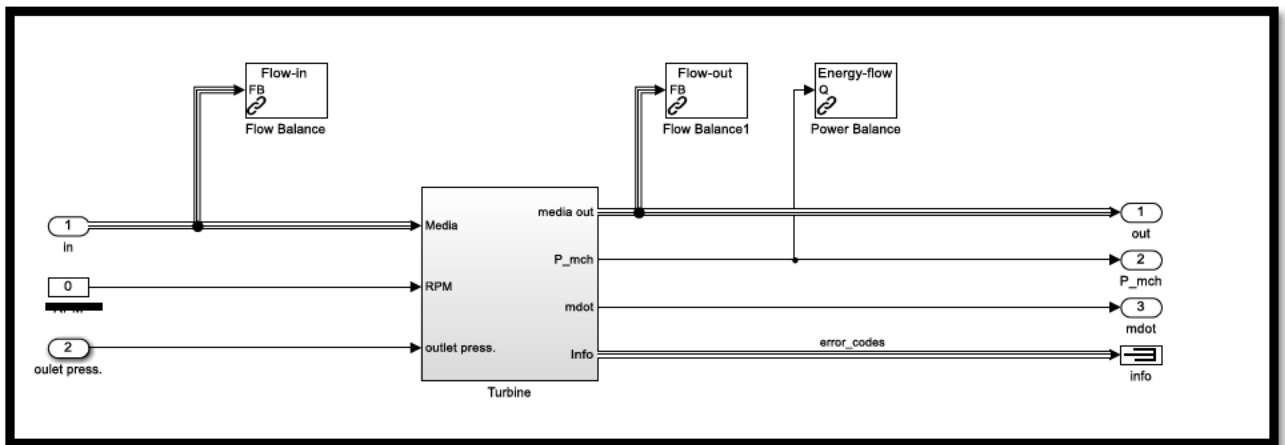 Flow-in
FB
Flow Balance
Flow-out
FB
Flow Balance1
Energy-flow
Q
Power Balance
1
in
0
2
oulet press.
Media
RPM
outlet press.
media out
P_mch
mdot
Info
Turbine
error_codes
1
out
2
P_mch
3
mdot
info